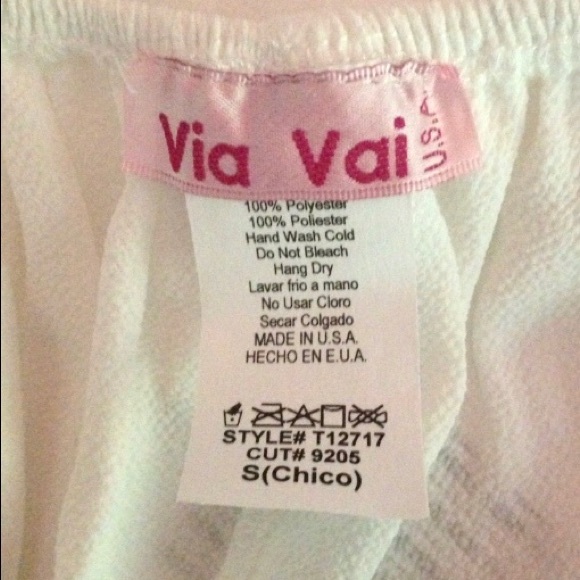 Via Vai U.S.A.
100% Polyester
100% Poliester
Hand Wash Cold
Do Not Bleach
Hang Dry
Lavar frio a mano
No Usar Cloro
Secar Colgado
MADE IN U.S.A.
HECHO EN E.U.A.
STYLE# T12717
CUT# 9205
S(Chico)